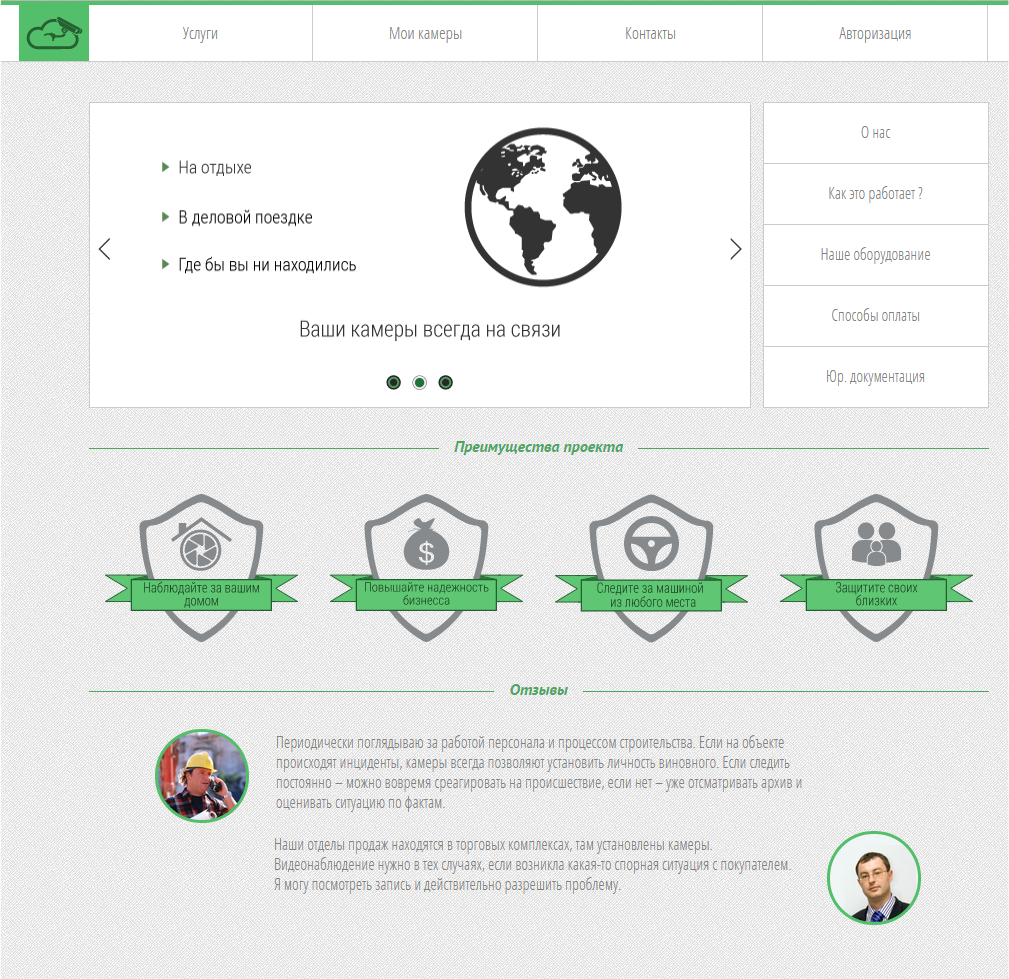 Услуги
Мои камеры
Контакты
Авторизация
На отдыхе
В деловой поездке
Где бы вы ни находились
Ваши камеры всегда на связи
О нас
Как это работает ?
Наше оборудование
Способы оплаты
Юр. документация
Преимущества проекта
Наблюдайте за вашим
домом
Повышайте надежность
бизнесса
$
Следите за машиной
из любого места
Защитите своих
близких
Отзывы
Периодически поглядываю за работой персонала и процессом строительства. Если на объекте
происходят инциденты, камеры всегда позволяют установить личность виновного. Если следить
постоянно – можно вовремя среагировать на происшествие, если нет – уже отсматривать архив и
оценивать ситуацию по фактам.
Наши отделы продаж находятся в торговых комплексах, там установлены камеры.
Видеонаблюдение нужно в тех случаях, если возникла какая-то спорная ситуация с покупателем.
Я могу посмотреть запись и действительно разрешить проблему.